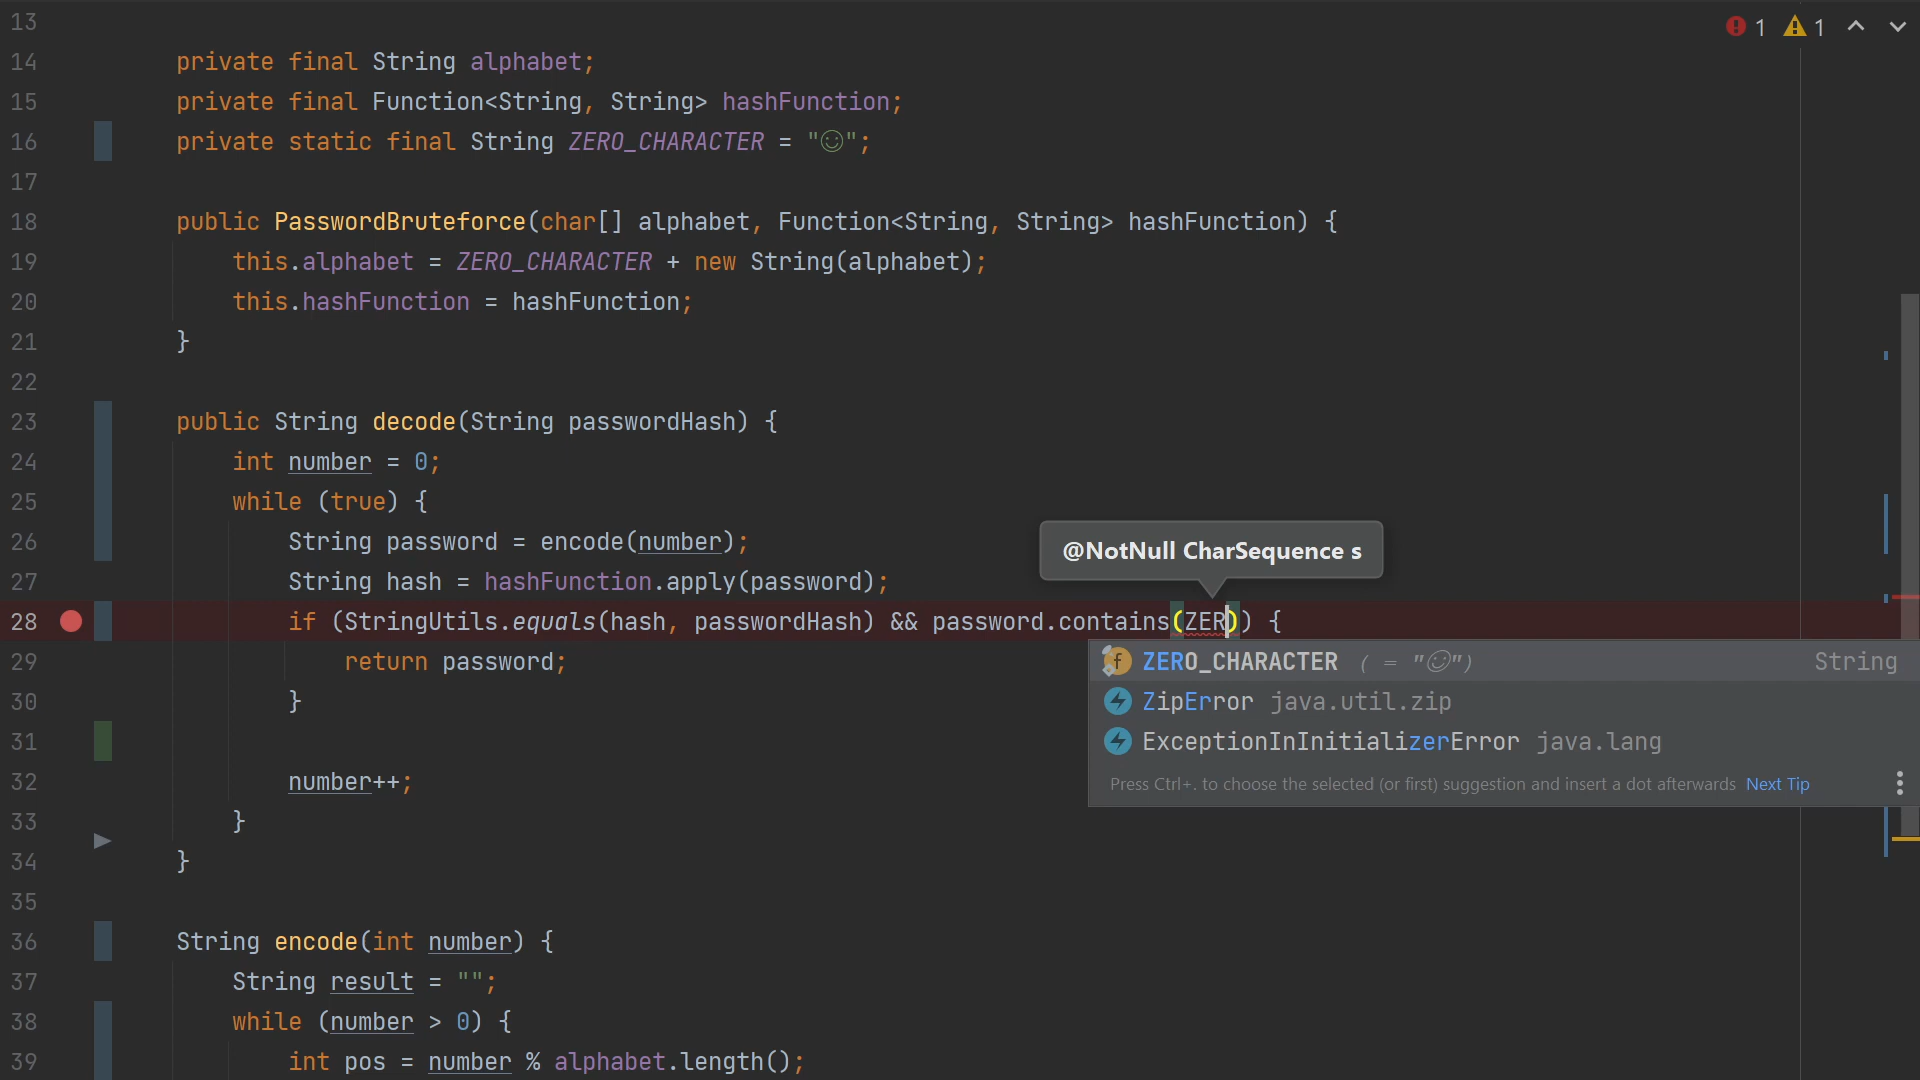 1 1
13
14 private final String alphabet;
15 private final Function<String, String> hashFunction;
16 private static final String ZERO_CHARACTER = "☺";
17
18 public PasswordBruteforce(char[] alphabet, Function<String, String> hashFunction) {
19 this.alphabet = ZERO_CHARACTER + new String(alphabet);
20 this.hashFunction = hashFunction;
21 }
22
23 public String decode(String passwordHash) {
24 int number = 0;
25 while (true) {
26 String password = encode(number);
@NotNull CharSequence s
27 String hash = hashFunction.apply(password);
28 if (StringUtils.equals(hash, passwordHash) && password.contains(ZER)) {
29 return password;
ZERO_CHARACTER ( = "☺") String
30 }
ZipError java.util.zip
31
ExceptionInInitializerError java.lang
32 number++;
Press Ctrl+. to choose the selected (or first) suggestion and insert a dot afterwards Next Tip
33 }
34 }
35
36 String encode(int number) {
37 String result = "";
38 while (number > 0) {
39 int pos = number % alphabet.length();